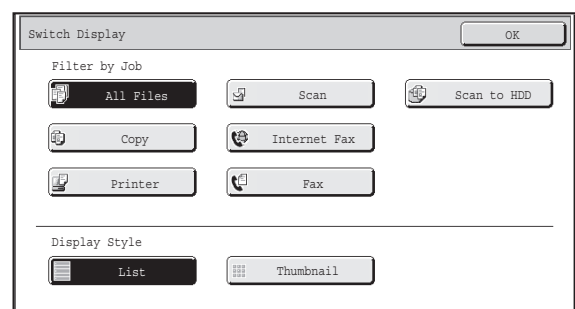 Switch Display OK
Filter by Job
All Files Scan Scan to HDD
Copy Internet Fax
Printer Fax
Display Style
List Thumbnail